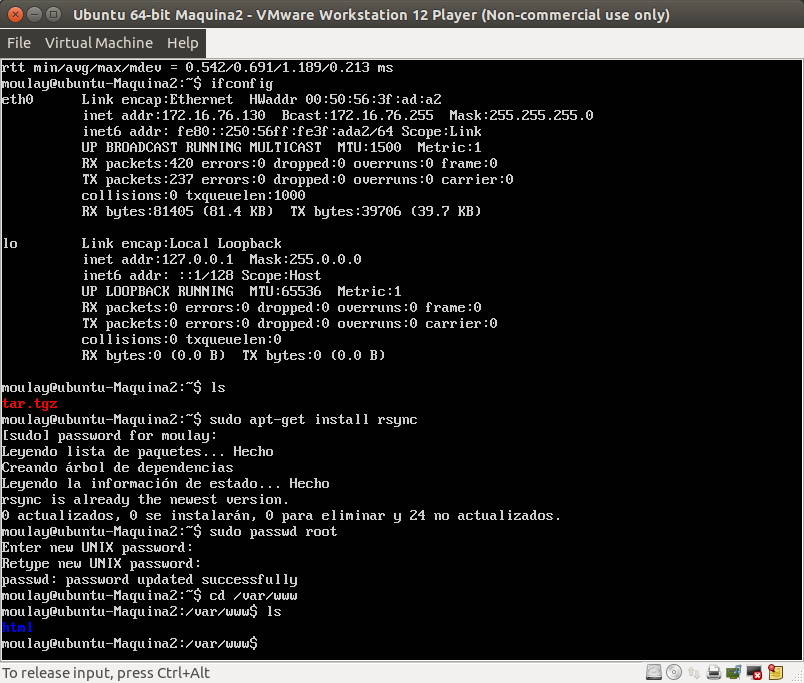 Ubuntu 64-bit Maquina2 - VMware Workstation 12 Player (Non-commercial use only)
File Virtual Machine Help
rtt min/avg/max/mdev = 0.542/0.691/1.189/0.213 ms
moulay@ubuntu-Maquina2:~$ ifconfig
eth0      Link encap:Ethernet  HWaddr 00:50:56:3f:ad:a2
          inet addr:172.16.76.130  Bcast:172.16.76.255  Mask:255.255.255.0
          inet6 addr: fe80::250:56ff:fe3f:ada2/64 Scope:Link
          UP BROADCAST RUNNING MULTICAST  MTU:1500  Metric:1
          RX packets:420 errors:0 dropped:0 overruns:0 frame:0
          TX packets:237 errors:0 dropped:0 overruns:0 carrier:0
          collisions:0 txqueuelen:1000
          RX bytes:81405 (81.4 KB)  TX bytes:39706 (39.7 KB)
lo        Link encap:Local Loopback
          inet addr:127.0.0.1  Mask:255.0.0.0
          inet6 addr: ::1/128 Scope:Host
          UP LOOPBACK RUNNING  MTU:65536  Metric:1
          RX packets:0 errors:0 dropped:0 overruns:0 frame:0
          TX packets:0 errors:0 dropped:0 overruns:0 carrier:0
          collisions:0 txqueuelen:0
          RX bytes:0 (0.0 B)  TX bytes:0 (0.0 B)
moulay@ubuntu-Maquina2:~$ ls
tar.tgz
moulay@ubuntu-Maquina2:~$ sudo apt-get install rsync
[sudo] password for moulay:
Leyendo lista de paquetes... Hecho
Creando árbol de dependencias
Leyendo la información de estado... Hecho
rsync is already the newest version.
0 actualizados, 0 se instalarán, 0 para eliminar y 24 no actualizados.
moulay@ubuntu-Maquina2:~$ sudo passwd root
Enter new UNIX password:
Retype new UNIX password:
passwd: password updated successfully
moulay@ubuntu-Maquina2:~$ cd /var/www
moulay@ubuntu-Maquina2:/var/www$ ls
html
moulay@ubuntu-Maquina2:/var/www$
To release input, press Ctrl+Alt